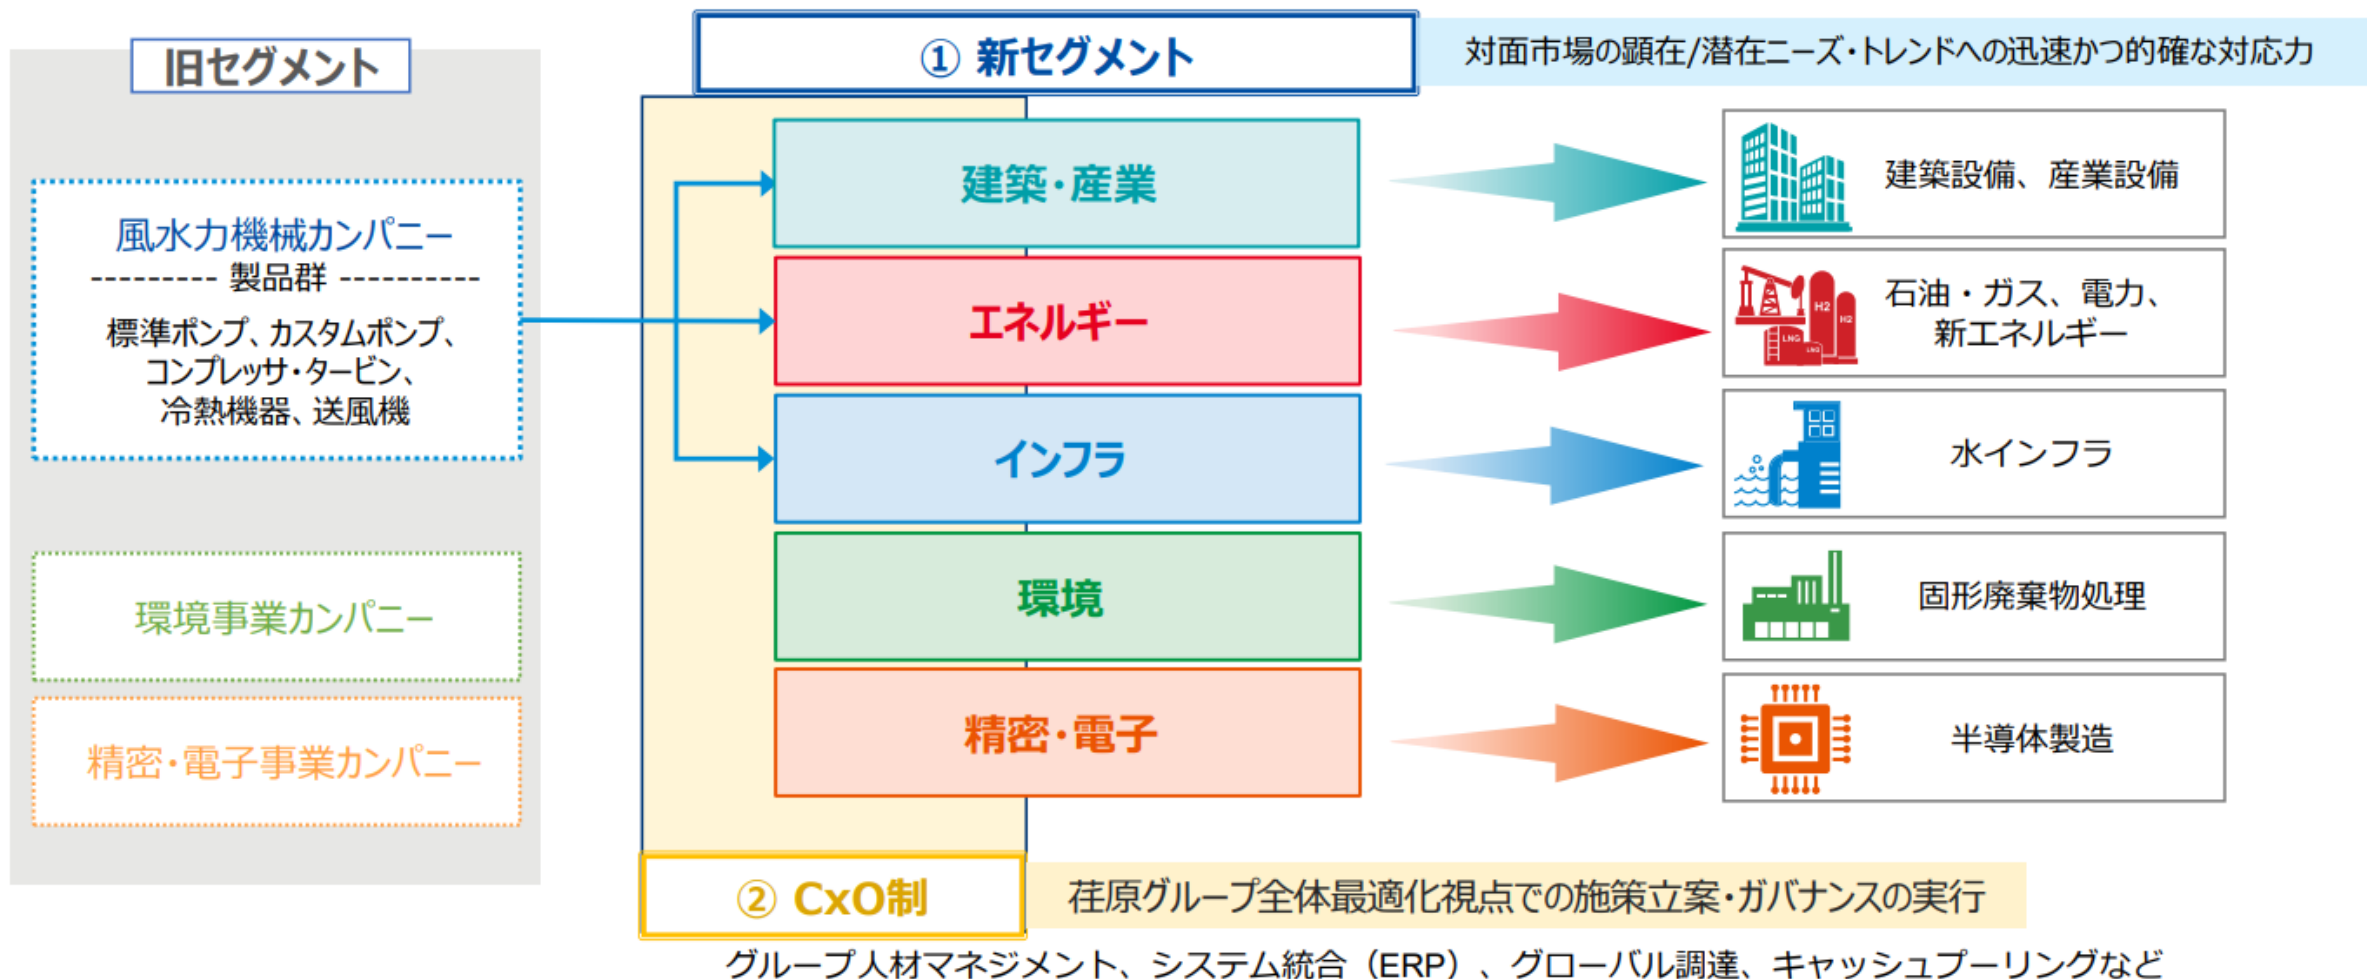 旧セグメント
風水力機械カンパニー
--------- 製品群 ----------
標準ポンプ、カスタムポンプ、
コンプレッサ・タービン、
冷熱機器、送風機
環境事業カンパニー
精密・電子事業カンパニー
① 新セグメント
対面市場の顕在/潜在ニーズ・トレンドへの迅速かつ的確な対応力
建築・産業
建築設備、産業設備
エネルギー
H2
H2
LNG
LNG
石油・ガス、電力、
新エネルギー
インフラ
水インフラ
環境
固形廃棄物処理
精密・電子
半導体製造
② CxO制
荏原グループ全体最適化視点での施策立案・ガバナンスの実行
グループ人材マネジメント、システム統合（ERP）、グローバル調達、キャッシュプーリングなど